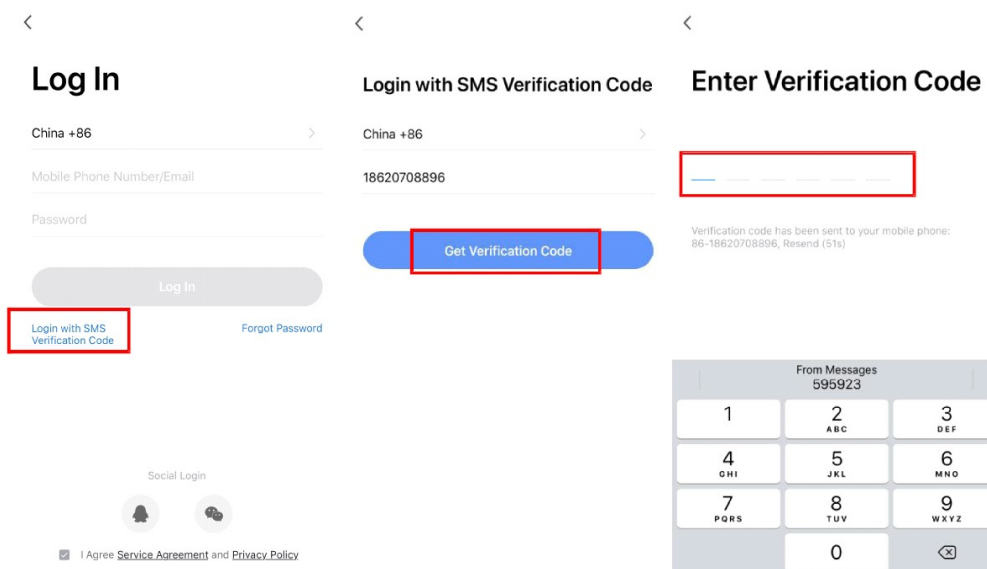 Log In
China +86
Mobile Phone Number/Email
Password
Log In
Login with SMS
Verification Code
Forgot Password
Social Login
I Agree Service Agreement and Privacy Policy
Login with SMS Verification Code
China +86
18620708896
Get Verification Code
Enter Verification Code
Verification code has been sent to your mobile phone:
86-18620708896, Resend (51s)
From Messages
595923
1
2
ABC
3
DEF
4
GHI
5
JKL
6
MNO
7
PQRS
8
TUV
9
WXYZ
0